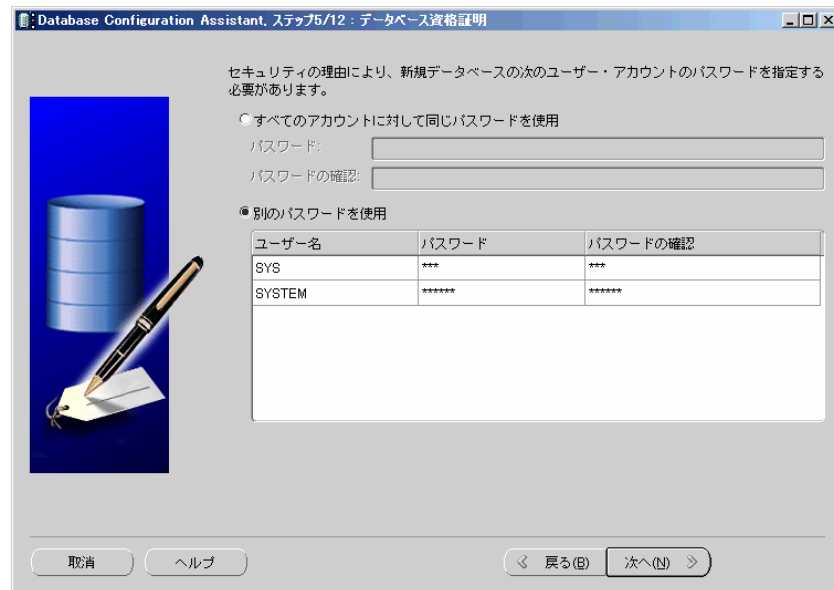 Database Configuration Assistant, ステップ5/12 : データベース資格証明
セキュリティの理由により、新規データベースの次のユーザー・アカウントのパスワードを指定する
必要があります。
すべてのアカウントに対して同じパスワードを使用
パスワード:
パスワードの確認:
別のパスワードを使用
ユーザー名 パスワード パスワードの確認
SYS *** ***
SYSTEM ****** ******
取消 ヘルプ 戻る(B) 次へ(N)